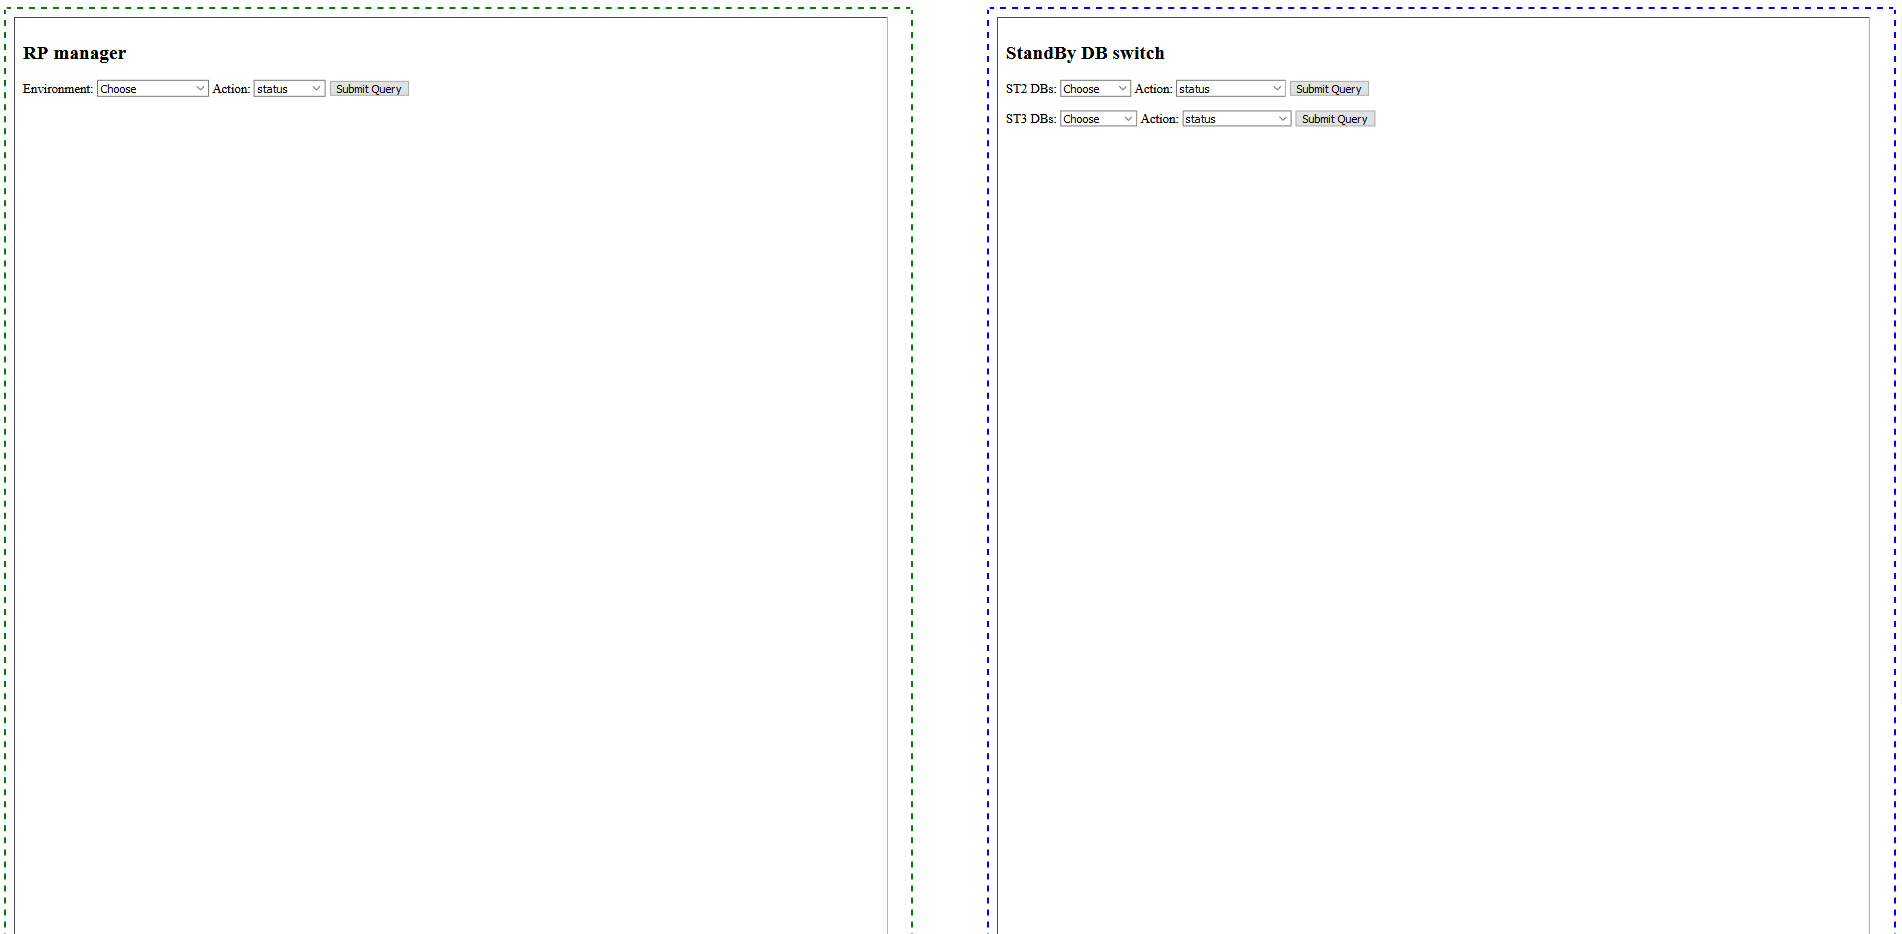 RP manager
Environment: Choose Action: status Submit Query
StandBy DB switch
ST2 DBs: Choose Action: status Submit Query
ST3 DBs: Choose Action: status Submit Query